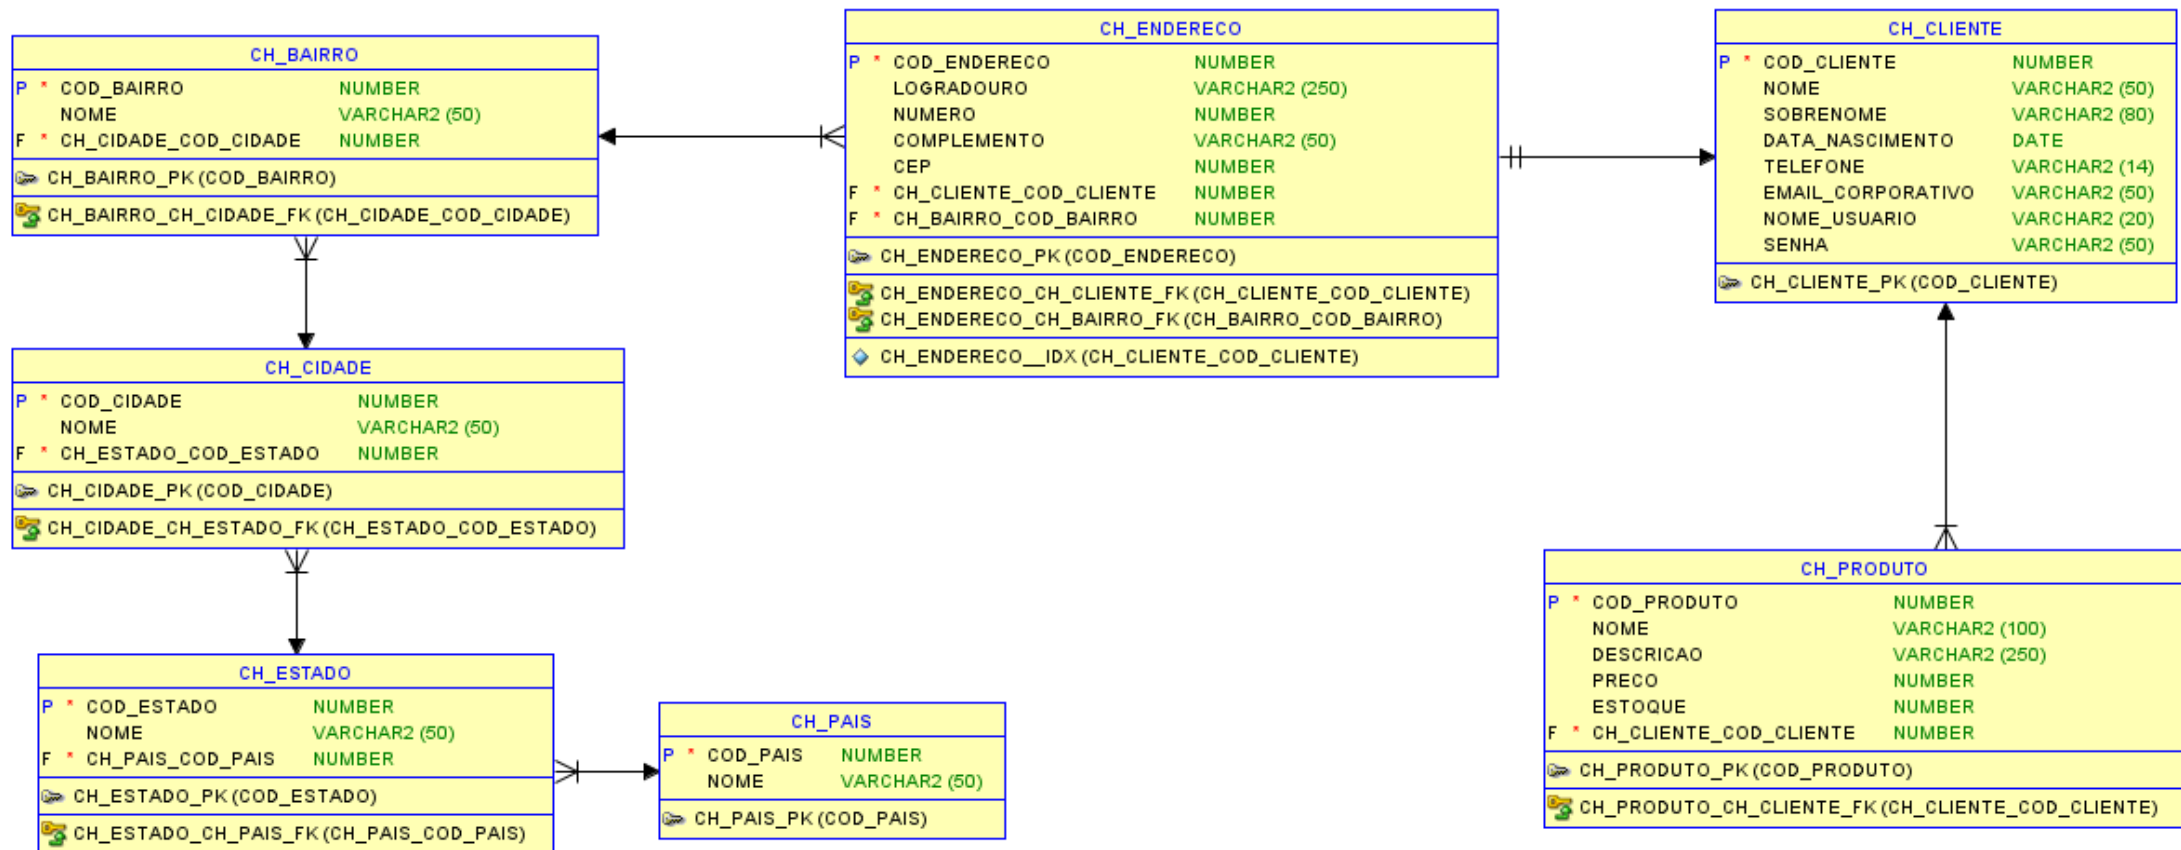 CH_BAIRRO
P * COD_BAIRRO NUMBER
NOME VARCHAR2 (50)
F * CH_CIDADE_COD_CIDADE NUMBER
CH_BAIRRO_PK (COD_BAIRRO)
CH_BAIRRO_CH_CIDADE_FK (CH_CIDADE_COD_CIDADE)
CH_ENDERECO
P * COD_ENDERECO NUMBER
LOGRADOURO VARCHAR2 (250)
NUMERO NUMBER
COMPLEMENTO VARCHAR2 (50)
CEP NUMBER
F * CH_CLIENTE_COD_CLIENTE NUMBER
F * CH_BAIRRO_COD_BAIRRO NUMBER
CH_ENDERECO_PK (COD_ENDERECO)
CH_ENDERECO_CH_CLIENTE_FK (CH_CLIENTE_COD_CLIENTE)
CH_ENDERECO_CH_BAIRRO_FK (CH_BAIRRO_COD_BAIRRO)
CH_ENDERECO__IDX (CH_CLIENTE_COD_CLIENTE)
CH_CLIENTE
P * COD_CLIENTE NUMBER
NOME VARCHAR2 (50)
SOBRENOME VARCHAR2 (80)
DATA_NASCIMENTO DATE
TELEFONE VARCHAR2 (14)
EMAIL_CORPORATIVO VARCHAR2 (50)
NOME_USUARIO VARCHAR2 (20)
SENHA VARCHAR2 (50)
CH_CLIENTE_PK (COD_CLIENTE)
CH_CIDADE
P * COD_CIDADE NUMBER
NOME VARCHAR2 (50)
F * CH_ESTADO_COD_ESTADO NUMBER
CH_CIDADE_PK (COD_CIDADE)
CH_CIDADE_CH_ESTADO_FK (CH_ESTADO_COD_ESTADO)
CH_ESTADO
P * COD_ESTADO NUMBER
NOME VARCHAR2 (50)
F * CH_PAIS_COD_PAIS NUMBER
CH_ESTADO_PK (COD_ESTADO)
CH_ESTADO_CH_PAIS_FK (CH_PAIS_COD_PAIS)
CH_PAIS
P * COD_PAIS NUMBER
NOME VARCHAR2 (50)
CH_PAIS_PK (COD_PAIS)
CH_PRODUTO
P * COD_PRODUTO NUMBER
NOME VARCHAR2 (100)
DESCRICAO VARCHAR2 (250)
PRECO NUMBER
ESTOQUE NUMBER
F * CH_CLIENTE_COD_CLIENTE NUMBER
CH_PRODUTO_PK (COD_PRODUTO)
CH_PRODUTO_CH_CLIENTE_FK (CH_CLIENTE_COD_CLIENTE)